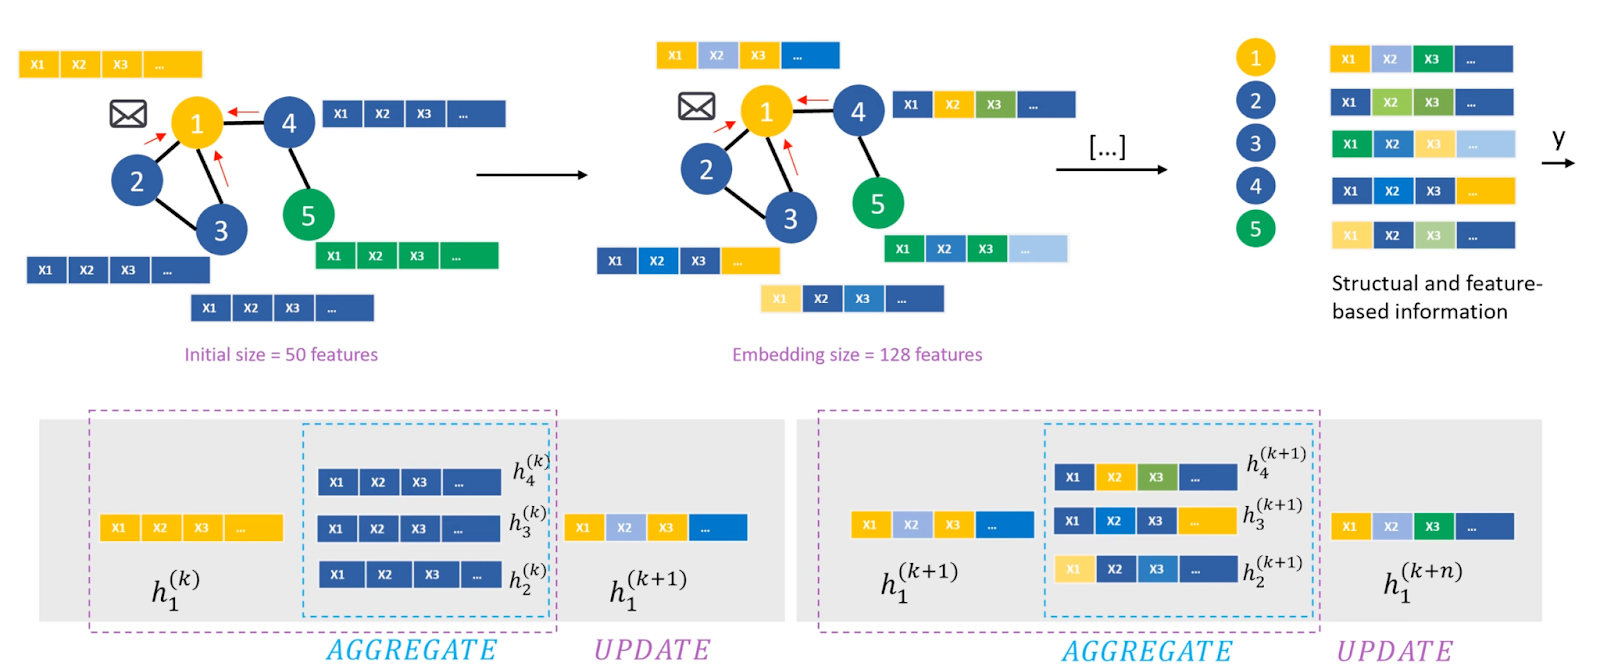 X1 X2 X3 ...
1
4
2
3
5
X1 X2 X3 ...
X1 X2 X3 ...
X1 X2 X3 ...
X1 X2 X3 ...
Initial size = 50 features
X1 X2 X3 ...
1
4
2
3
5
X1 X2 X3 ...
X1 X2 X3 ...
X1 X2 X3 ...
X1 X2 X3 ...
Embedding size = 128 features
[...]
1 X1 X2 X3 ...
2 X1 X2 X3 ...
3 X1 X2 X3 ...
4 X1 X2 X3 ...
5 X1 X2 X3 ...
y
Structual and feature-
based information
X1 X2 X3 ...
h₁^(k)
X1 X2 X3 ... h₄^(k)
X1 X2 X3 ... h₃^(k)
X1 X2 X3 ... h₂^(k)
X1 X2 X3 ...
h₁^(k+1)
AGGREGATE
UPDATE
X1 X2 X3 ...
h₁^(k+1)
X1 X2 X3 ... h₄^(k+1)
X1 X2 X3 ... h₃^(k+1)
X1 X2 X3 ... h₂^(k+1)
X1 X2 X3 ...
h₁^(k+n)
AGGREGATE
UPDATE